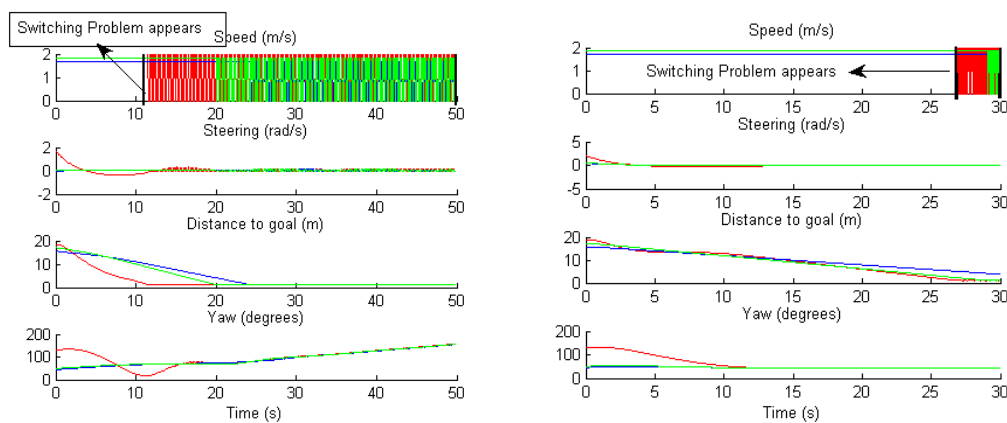 Switching Problem appears
Speed (m/s)
2
1
0
0 10 20 30 40 50
Steering (rad/s)
2
0
-2
0 10 20 30 40 50
Distance to goal (m)
20
10
0
0 10 20 30 40 50
Yaw (degrees)
200
100
0
0 10 20 30 40 50
Time (s)
Speed (m/s)
2
1
0
Switching Problem appears
0 5 10 15 20 25 30
Steering (rad/s)
5
0
-5
0 5 10 15 20 25 30
Distance to goal (m)
20
10
0
0 5 10 15 20 25 30
Yaw (degrees)
200
100
0
0 5 10 15 20 25 30
Time (s)